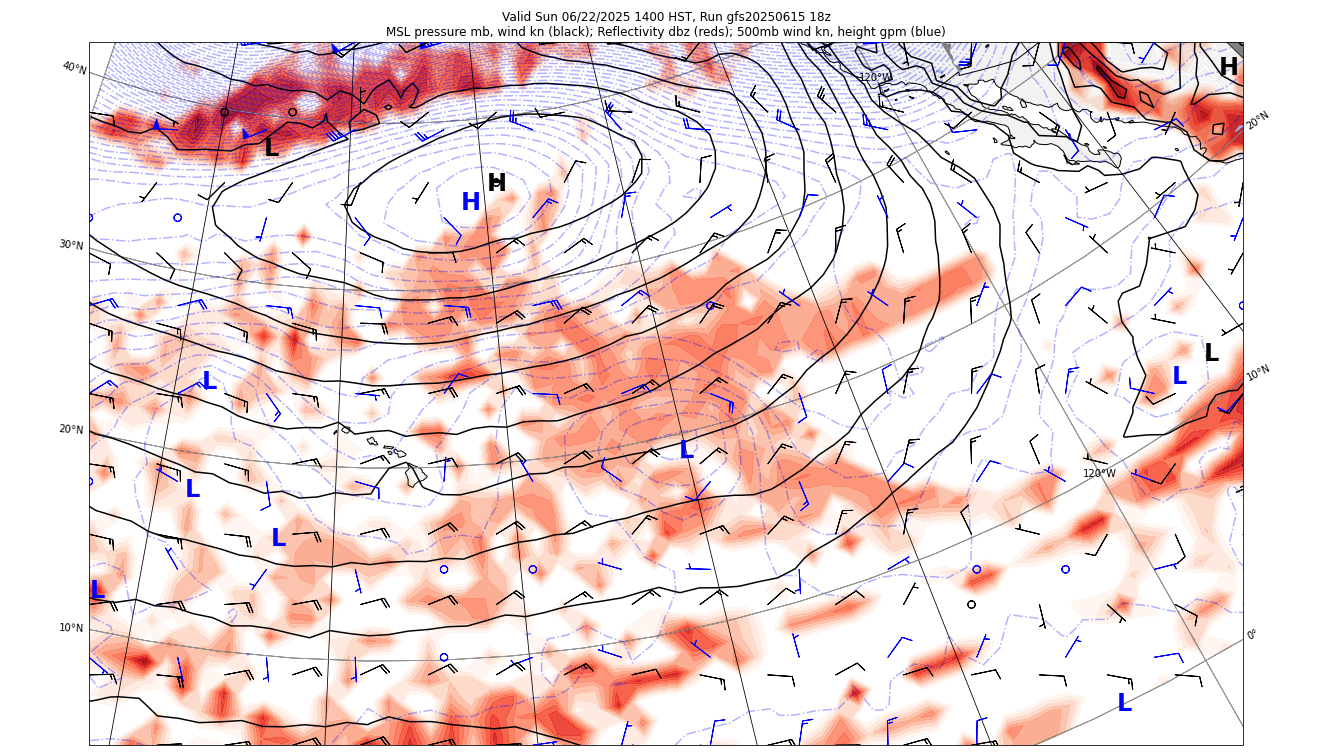 Valid Sun 06/22/2025 1400 HST, Run gfs20250615 18z
MSL pressure mb, wind kn (black); Reflectivity dbz (reds); 500mb wind kn, height gpm (blue)
40°N
120°W
H
20°N
L
H
H
30°N
L
L
L
10°N
20°N
L
120°W
L
L
L
10°N
0°
L